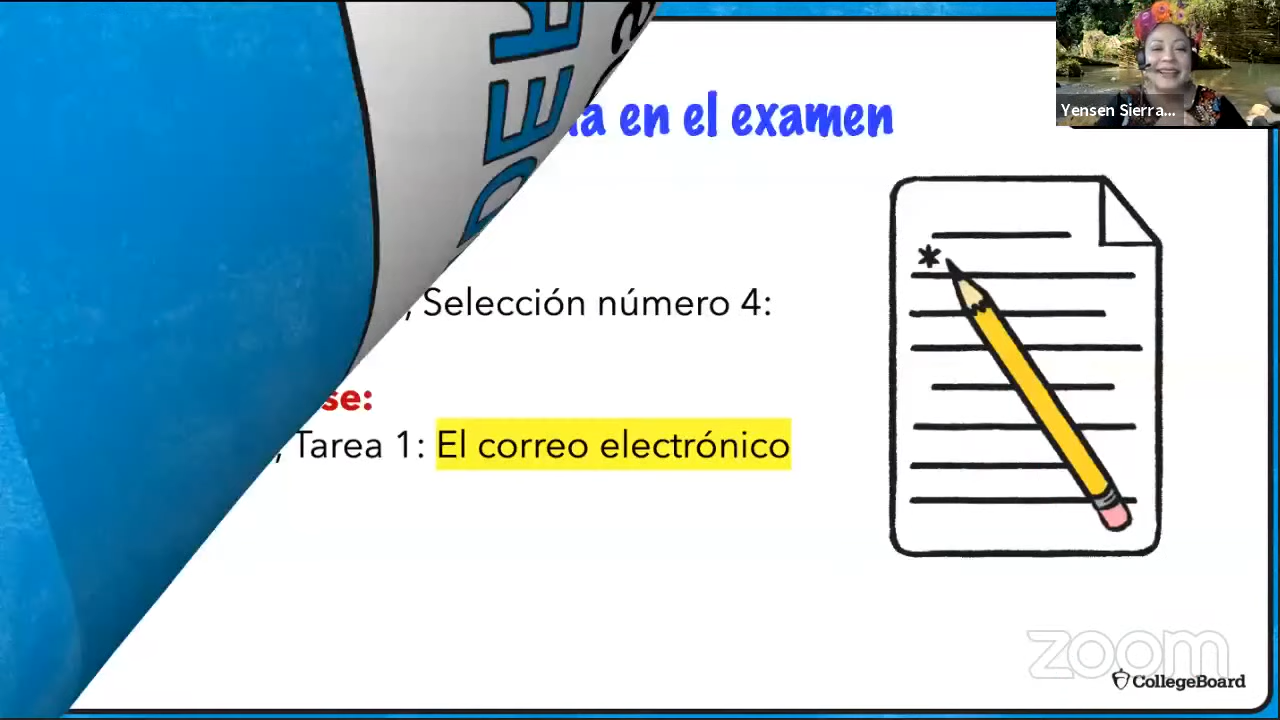 a en el examen
Yensen Sierra...
, Selección número 4:
se:
, Tarea 1: El correo electrónico
zoom
CollegeBoard